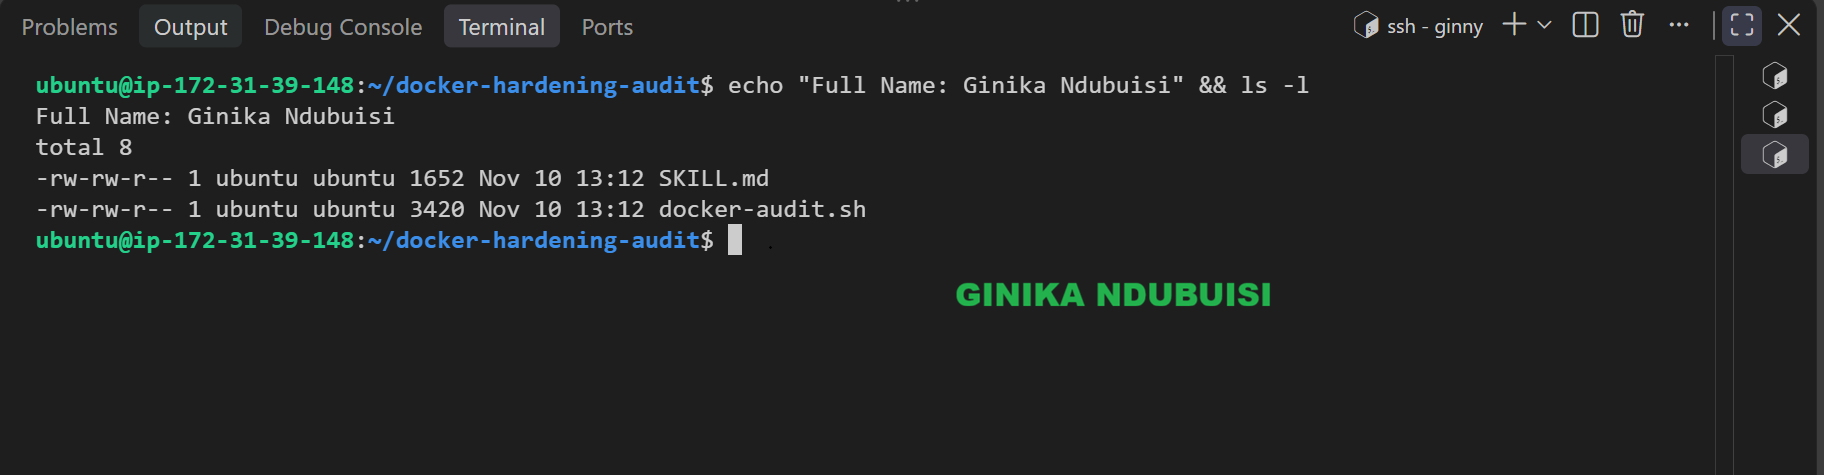 Problems Output Debug Console Terminal Ports ssh - ginny
ubuntu@ip-172-31-39-148:~/docker-hardening-audit$ echo "Full Name: Ginika Ndubuisi" && ls -l
Full Name: Ginika Ndubuisi
total 8
-rw-rw-r-- 1 ubuntu ubuntu 1652 Nov 10 13:12 SKILL.md
-rw-rw-r-- 1 ubuntu ubuntu 3420 Nov 10 13:12 docker-audit.sh
ubuntu@ip-172-31-39-148:~/docker-hardening-audit$
GINIKA NDUBUISI